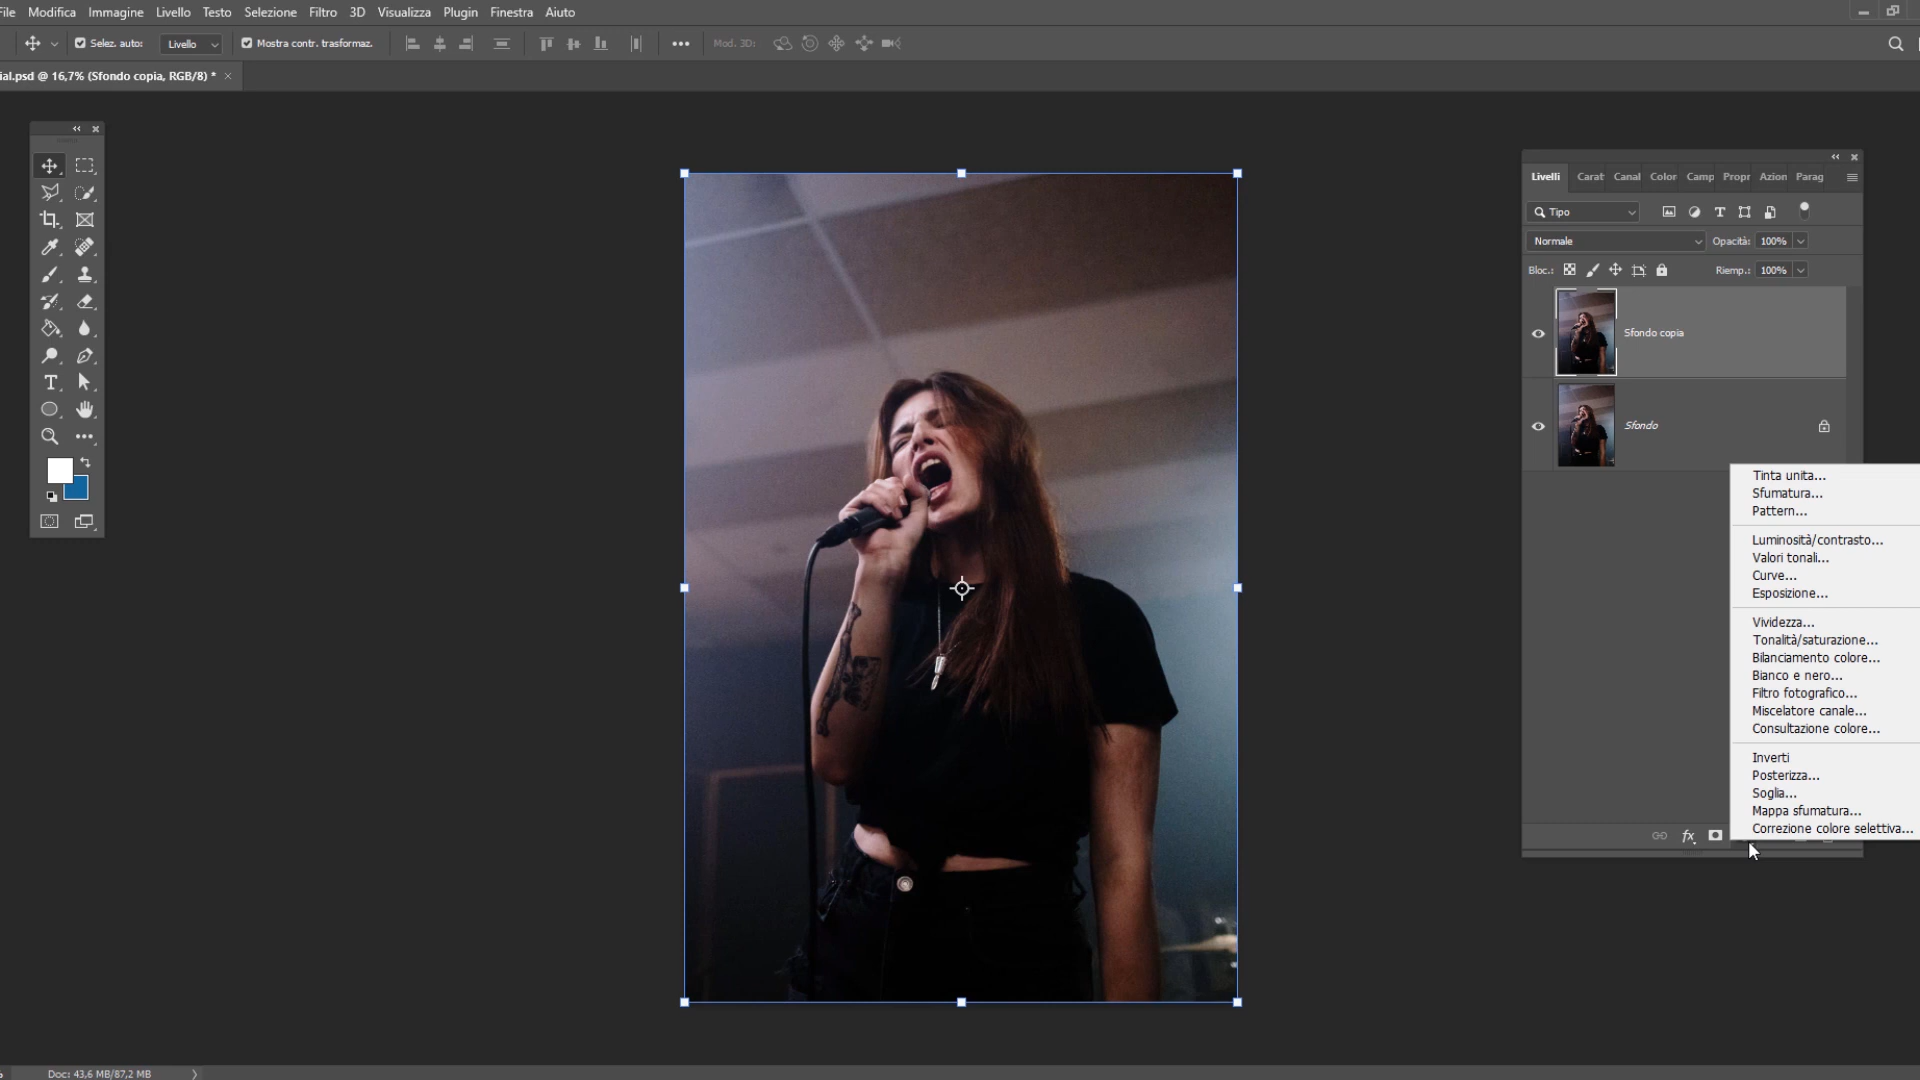 File Modifica Immagine Livello Testo Selezione Filtro 3D Visualizza Plugin Finestra Aiuto
Selez. auto: Livello Mostra contr. trasformaz. Mod. 3D:
ial.psd @ 16,7% (Sfondo copia, RGB/8) *
Livelli Carat Canal Color Camp Propr Azion Parag
Tipo
Normale Opacità: 100%
Bloc.: Riemp.: 100%
Sfondo copia
Sfondo
Tinta unita...
Sfumatura...
Pattern...
Luminosità/contrasto...
Valori tonali...
Curve...
Esposizione...
Vividezza...
Tonalità/saturazione...
Bilanciamento colore...
Bianco e nero...
Filtro fotografico...
Miscelatore canale...
Consultazione colore...
Inverti
Posterizza...
Soglia...
Mappa sfumatura...
Correzione colore selettiva...
fx
Doc: 43,6 MB/87,2 MB